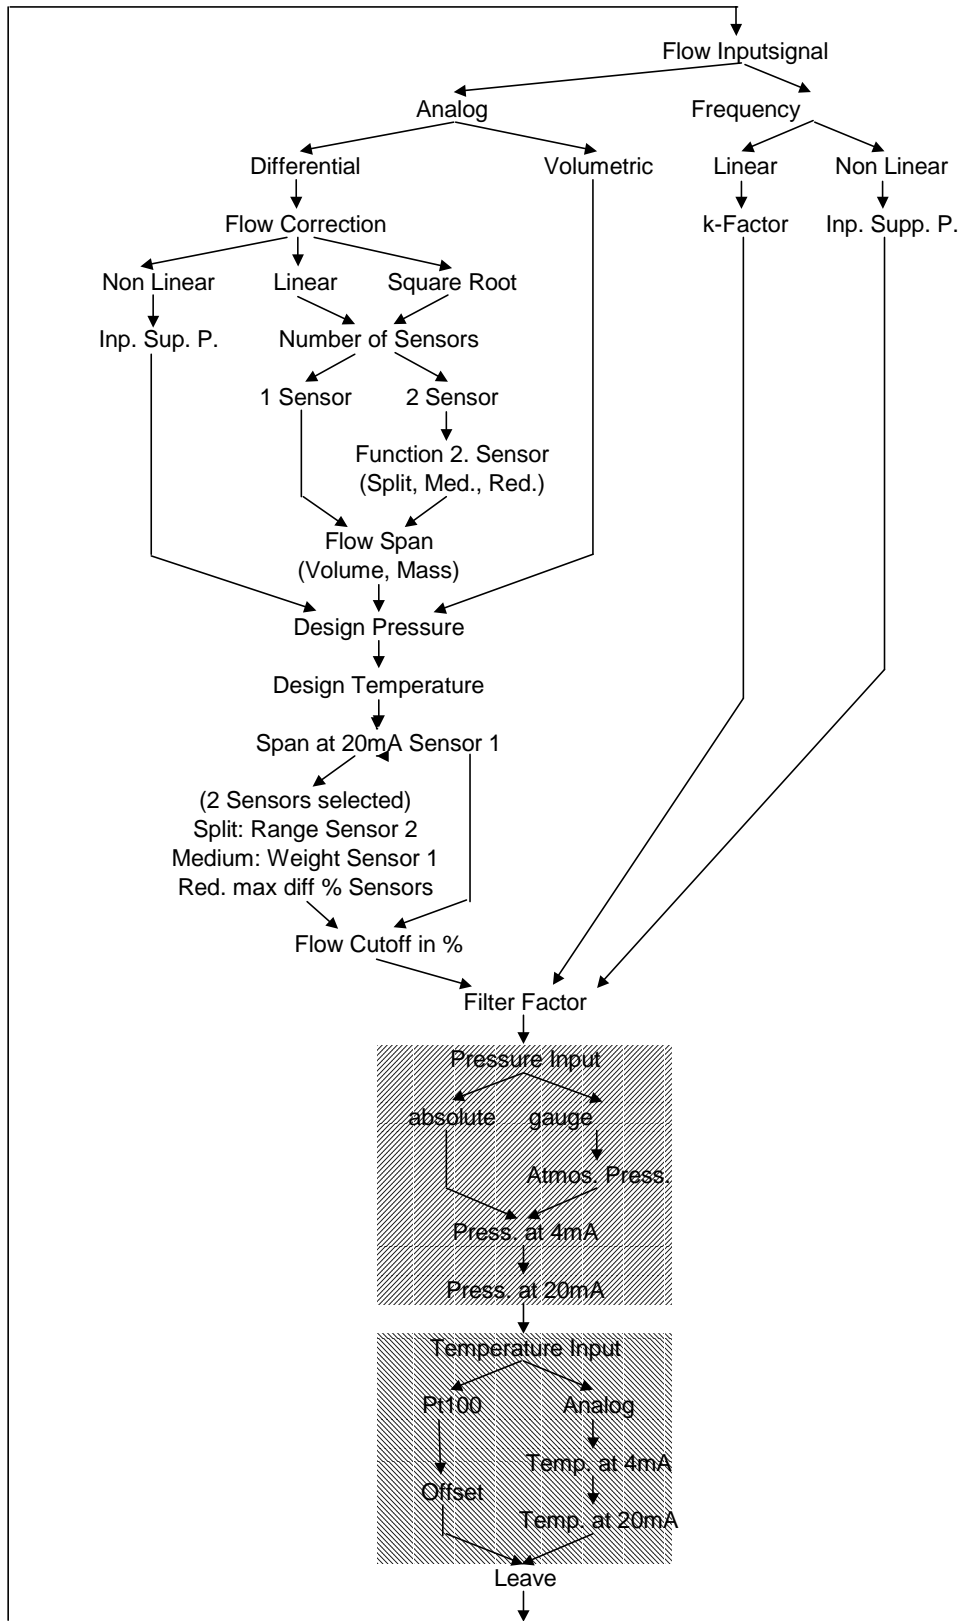 Flow Inputsignal
Analog
Frequency
Differential
Volumetric
Linear
Non Linear
Flow Correction
k-Factor
Inp. Supp. P.
Non Linear
Linear
Square Root
Inp. Sup. P.
Number of Sensors
1 Sensor
2 Sensor
Function 2. Sensor
(Split, Med., Red.)
Flow Span
(Volume, Mass)
Design Pressure
Design Temperature
Span at 20mA Sensor 1
(2 Sensors selected)
Split: Range Sensor 2
Medium: Weight Sensor 1
Red. max diff % Sensors
Flow Cutoff in %
Filter Factor
Pressure Input
absolute
gauge
Atmos. Press.
Press. at 4mA
Press. at 20mA
Temperature Input
Pt100
Analog
Temp. at 4mA
Offset
Temp. at 20mA
Leave